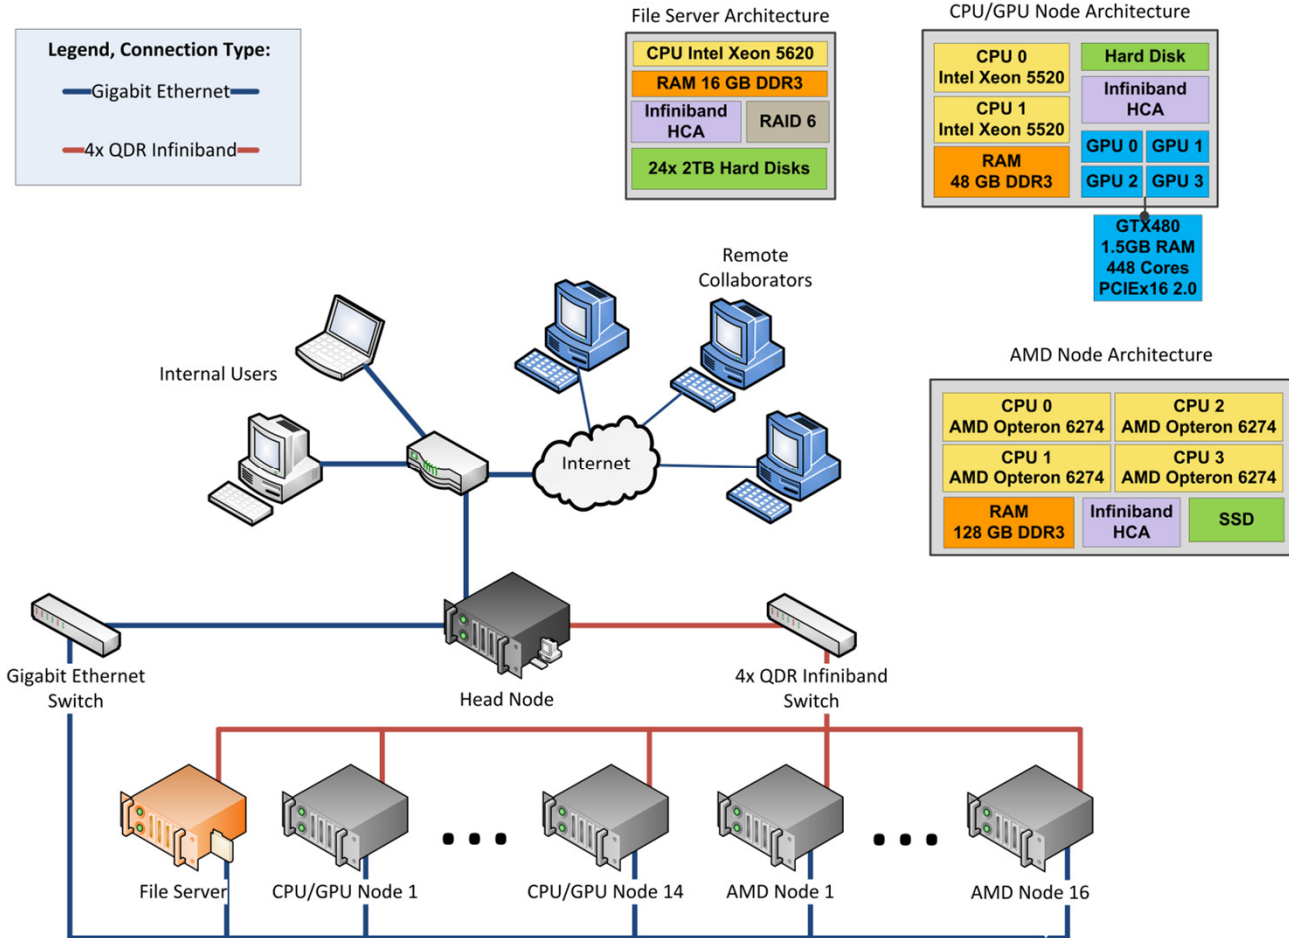 Legend, Connection Type:
Gigabit Ethernet
4x QDR Infiniband
File Server Architecture
CPU Intel Xeon 5620
RAM 16 GB DDR3
Infiniband
HCA
RAID 6
24x 2TB Hard Disks
CPU/GPU Node Architecture
CPU 0
Intel Xeon 5520
CPU 1
Intel Xeon 5520
RAM
48 GB DDR3
Hard Disk
Infiniband
HCA
GPU 0
GPU 1
GPU 2
GPU 3
GTX480
1.5GB RAM
448 Cores
PCIEx16 2.0
Remote
Collaborators
Internal Users
Internet
AMD Node Architecture
CPU 0
AMD Opteron 6274
CPU 2
AMD Opteron 6274
CPU 1
AMD Opteron 6274
CPU 3
AMD Opteron 6274
RAM
128 GB DDR3
Infiniband
HCA
SSD
Gigabit Ethernet
Switch
Head Node
4x QDR Infiniband
Switch
File Server
CPU/GPU Node 1
CPU/GPU Node 14
AMD Node 1
AMD Node 16